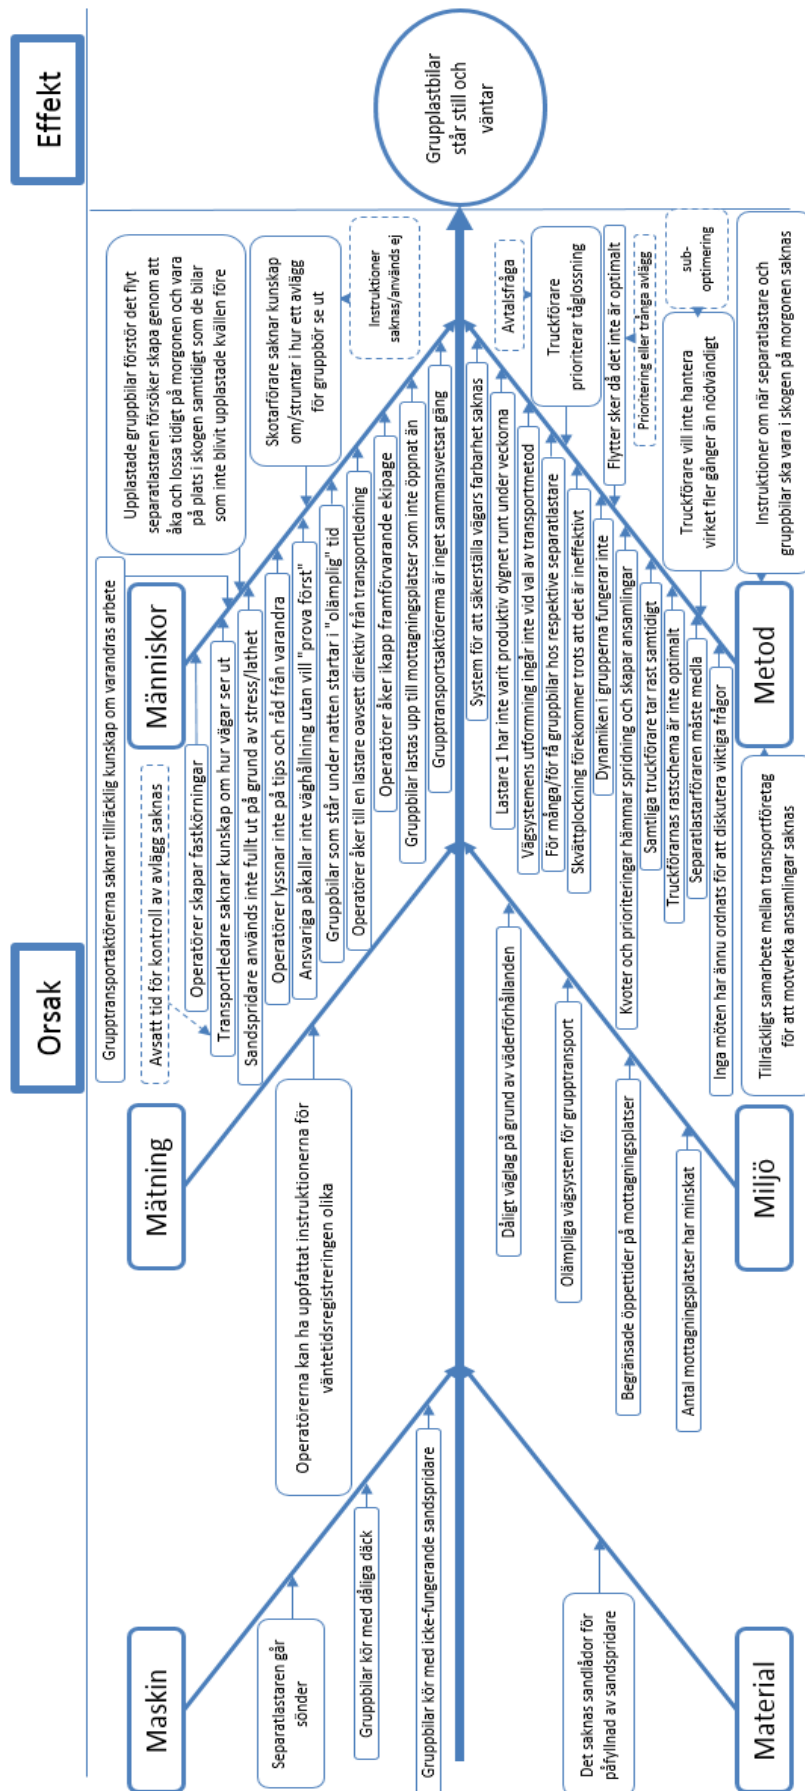 Orsak
Effekt
Maskin
Mätning
Människor
Separatlastaren går
sönder
Gruppbilar kör med dåliga däck
Gruppbilar kör med icke-fungerande sandspridare
Operatörerna kan ha uppfattat instruktionerna för
väntetidsregistreringen olika
Grupptransportaktörerna saknar tillräcklig kunskap om varandras arbete
Avsatt tid för kontroll av avlägg saknas
Operatörer skapar fastkörningar
Transportledare saknar kunskap om hur vägar ser ut
Sandspridare används inte fullt ut på grund av stress/lathet
Operatörer lyssnar inte på tips och råd från varandra
Ansvariga påkallar inte väghållning utan vill "prova först"
Gruppbilar som står under natten startar i "olämplig" tid
Operatörer åker till en lastare oavsett direktiv från transportledning
Operatörer åker ikapp framförvarande ekipage
Gruppbilar lastas upp till mottagningsplatser som inte öppnat än
Grupptransportsaktörerna är inget sammansvetsat gäng
Upplastade gruppbilar förstör det flyt
separatlastaren försöker skapa genom att
åka och lossa tidigt på morgonen och vara
på plats i skogen samtidigt som de bilar
som inte blivit upplastade kvällen före
Skotarförare saknar kunskap
om/struntar i hur ett avlägg
för gruppbör se ut
Instruktioner
saknas/används ej
Grupplastbilar
står still och
väntar
Det saknas sandlådor för
påfyllnad av sandspridare
Dåligt väglag på grund av väderförhållanden
Olämpliga vägsystem för grupptransport
Begränsade öppettider på mottagningsplatser
Antal mottagningsplatser har minskat
System för att säkerställa vägars farbarhet saknas
Lastare 1 har inte varit produktiv dygnet runt under veckorna
Vägsystemens utformning ingår inte vid val av transportmetod
För många/för få gruppbilar hos respektive separatlastare
Skvättplockning förekommer trots att det är ineffektivt
Dynamiken i grupperna fungerar inte
Kvoter och prioriteringar hämmar spridning och skapar ansamlingar
Samtliga truckförare tar rast samtidigt
Truckförarnas rastschema är inte optimalt
Separatlastarföraren måste medla
Inga möten har ännu ordnats för att diskutera viktiga frågor
Avtalsfråga
Truckförare
prioriterar tåglossning
Flytter sker då det inte är optimalt
Prioritering eller trånga avlägg
sub-
optimering
Truckförare vill inte hantera
virket fler gånger än nödvändigt
Instruktioner om när separatlastare och
gruppbilar ska vara i skogen på morgonen saknas
Tillräckligt samarbete mellan transportföretag
för att motverka ansamlingar saknas
Material
Miljö
Metod